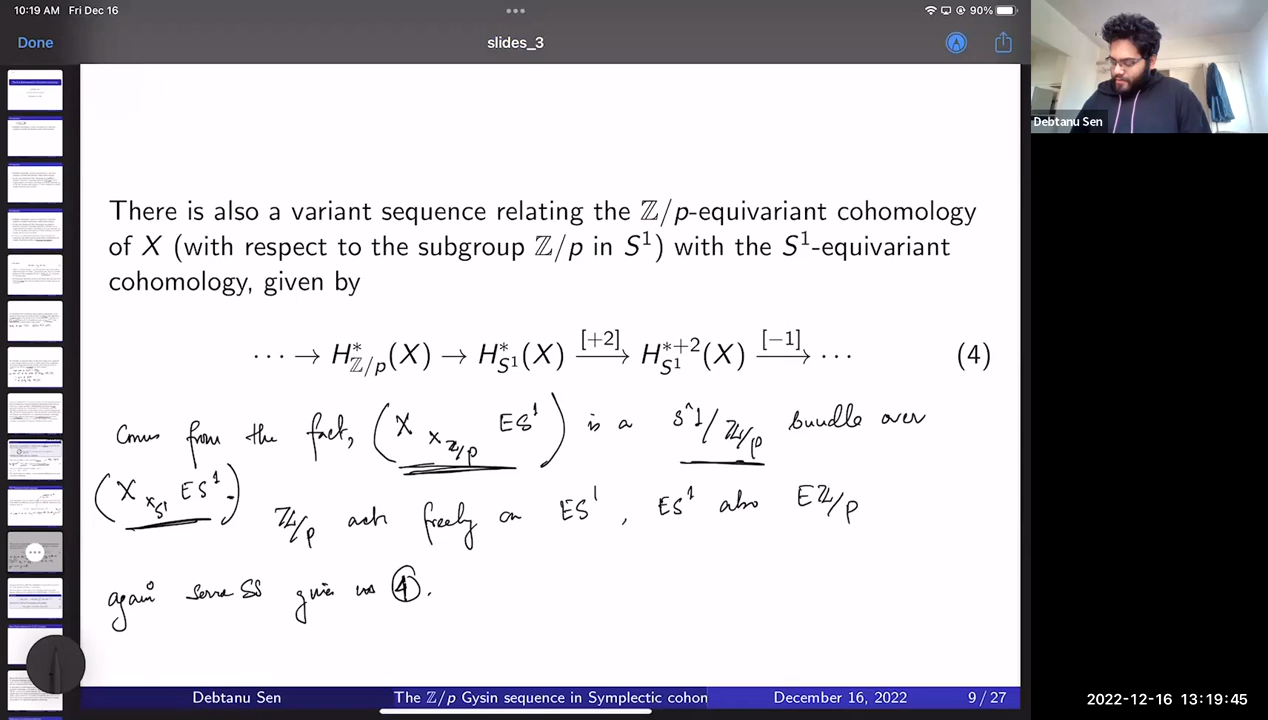 10:19 AM Fri Dec 16
90%
Done
slides_3
Debtanu Sen
There is also a variant sequence relating the ℤ/p-equivariant cohomology
of X (with respect to the subgroup ℤ/p in S¹) with the S¹-equivariant
cohomology, given by
⋯ → H*_{ℤ/p}(X) → H*_{S¹}(X) —[+2]→ H^{*+2}_{S¹}(X) —[−1]→ ⋯ (4)
Comes from the fact, (X ×_{ℤ/p} ES¹) is a S^1/ℤ/p bundle over
(X ×_{S¹} ES¹) ℤ/p acts freely on ES¹, ES¹ also Eℤ/p
again serre SS gives us ④.
Debtanu Sen The ℤ/p Gysin sequence in Symplectic cohon December 16, 2022 9 / 27
2022-12-16 13:19:45